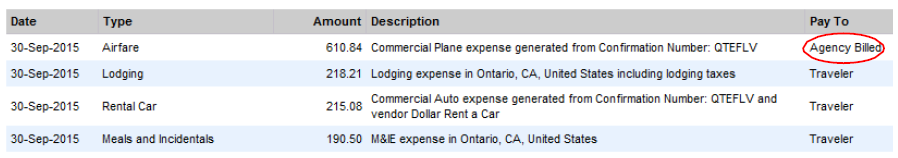 Date Type Amount Description Pay To
30-Sep-2015 Airfare 610.84 Commercial Plane expense generated from Confirmation Number: QTEFLV Agency Billed
30-Sep-2015 Lodging 218.21 Lodging expense in Ontario, CA, United States including lodging taxes Traveler
30-Sep-2015 Rental Car 215.08 Commercial Auto expense generated from Confirmation Number: QTEFLV and
vendor Dollar Rent a Car Traveler
30-Sep-2015 Meals and Incidentals 190.50 M&IE expense in Ontario, CA, United States Traveler